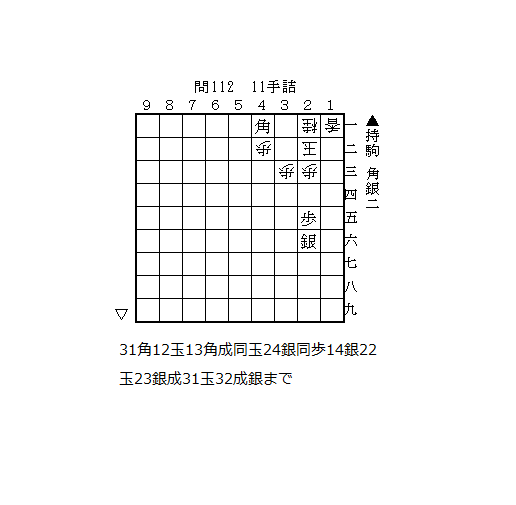 問112 11手詰
9 8 7 6 5 4 3 2 1
角 桂 香 一
歩 玉 二
歩 歩 三
四
歩 五
銀 六
七
八
九
▲持駒 角銀二
▽
31角12玉13角成同玉24銀同歩14銀22
玉23銀成31玉32成銀まで